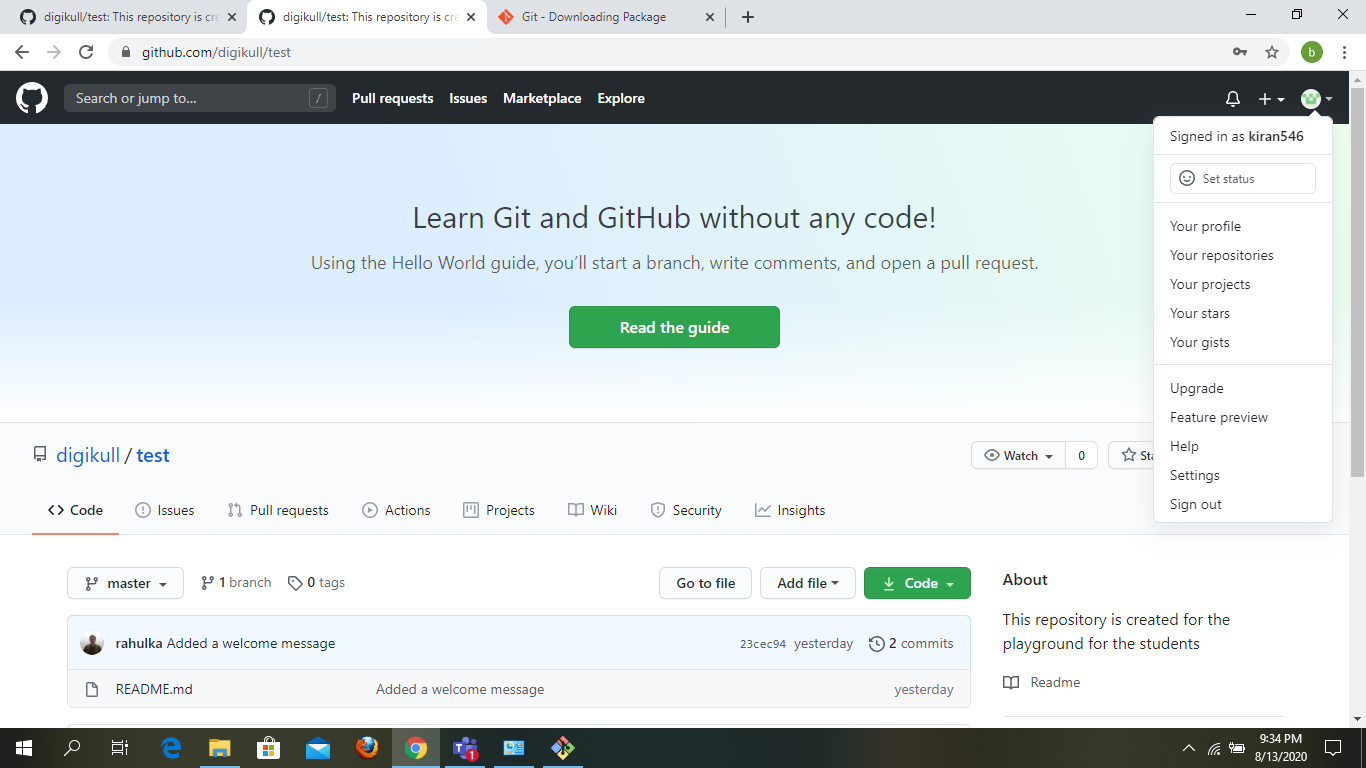 digikull/test: This repository is cre
digikull/test: This repository is cre
Git - Downloading Package
github.com/digikull/test
b
Search or jump to...
/
Pull requests
Issues
Marketplace
Explore
Signed in as kiran546
Set status
Your profile
Your repositories
Your projects
Your stars
Your gists
Upgrade
Feature preview
Help
Settings
Sign out
Learn Git and GitHub without any code!
Using the Hello World guide, you’ll start a branch, write comments, and open a pull request.
Read the guide
digikull / test
Watch
0
Sta
Code
Issues
Pull requests
Actions
Projects
Wiki
Security
Insights
master
1 branch
0 tags
Go to file
Add file
Code
rahulka Added a welcome message
23cec94 yesterday
2 commits
README.md
Added a welcome message
yesterday
About
This repository is created for the
playground for the students
Readme
1
9:34 PM
8/13/2020